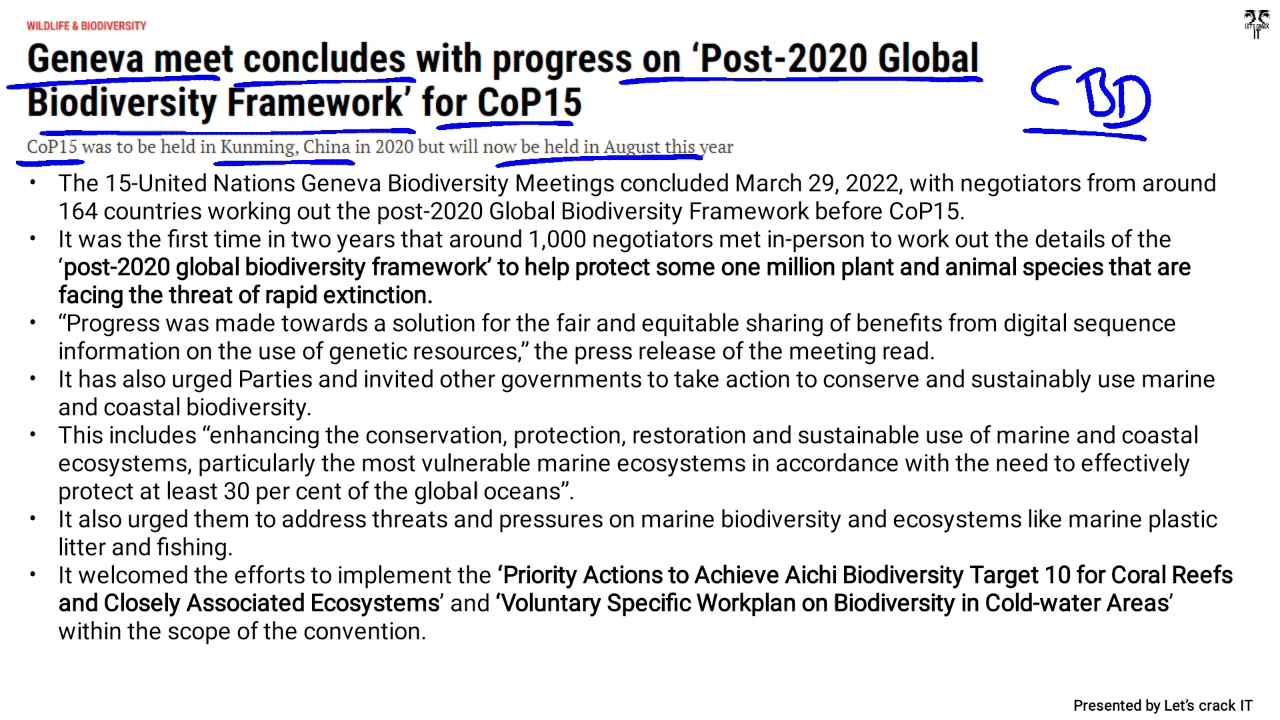 WILDLIFE & BIODIVERSITY
LET'S CRACK
IT
Geneva meet concludes with progress on ‘Post-2020 Global
Biodiversity Framework’ for CoP15
CBD
CoP15 was to be held in Kunming, China in 2020 but will now be held in August this year
• The 15-United Nations Geneva Biodiversity Meetings concluded March 29, 2022, with negotiators from around
164 countries working out the post-2020 Global Biodiversity Framework before CoP15.
• It was the first time in two years that around 1,000 negotiators met in-person to work out the details of the
‘post-2020 global biodiversity framework’ to help protect some one million plant and animal species that are
facing the threat of rapid extinction.
• “Progress was made towards a solution for the fair and equitable sharing of benefits from digital sequence
information on the use of genetic resources,” the press release of the meeting read.
• It has also urged Parties and invited other governments to take action to conserve and sustainably use marine
and coastal biodiversity.
• This includes “enhancing the conservation, protection, restoration and sustainable use of marine and coastal
ecosystems, particularly the most vulnerable marine ecosystems in accordance with the need to effectively
protect at least 30 per cent of the global oceans”.
• It also urged them to address threats and pressures on marine biodiversity and ecosystems like marine plastic
litter and fishing.
• It welcomed the efforts to implement the ‘Priority Actions to Achieve Aichi Biodiversity Target 10 for Coral Reefs
and Closely Associated Ecosystems’ and ‘Voluntary Specific Workplan on Biodiversity in Cold-water Areas’
within the scope of the convention.
Presented by Let’s crack IT